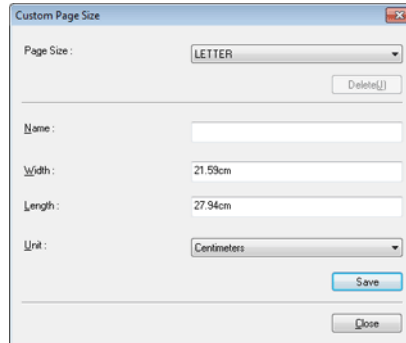 Custom Page Size
Page Size : LETTER
Delete(J)
Name :
Width : 21.59cm
Length : 27.94cm
Unit : Centimeters
Save
Close